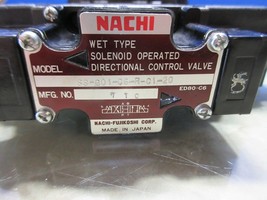 NACHI
WET TYPE
SOLENOID OPERATED
DIRECTIONAL CONTROL VALVE
MODEL
MFG. NO.
ED80-C6
NACHI-FUJIKOSHI CORP.
MADE IN JAPAN